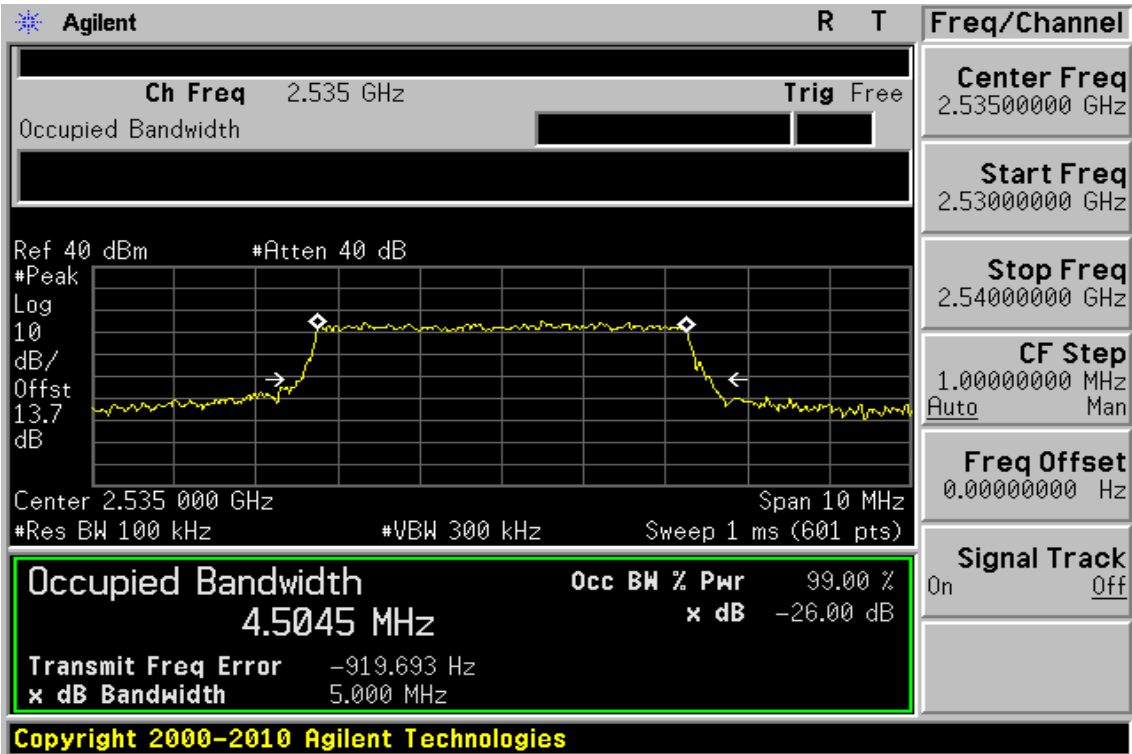 Agilent R T
Freq/Channel
Ch Freq 2.535 GHz Trig Free
Occupied Bandwidth
Center Freq
2.53500000 GHz
Start Freq
2.53000000 GHz
Stop Freq
2.54000000 GHz
CF Step
1.00000000 MHz
Auto Man
Freq Offset
0.00000000 Hz
Signal Track
On Off
Ref 40 dBm #Atten 40 dB
#Peak
Log
10
dB/
Offst
13.7
dB
Center 2.535 000 GHz Span 10 MHz
#Res BW 100 kHz #VBW 300 kHz Sweep 1 ms (601 pts)
Occupied Bandwidth Occ BW % Pwr 99.00 %
4.5045 MHz x dB -26.00 dB
Transmit Freq Error -919.693 Hz
x dB Bandwidth 5.000 MHz
Copyright 2000-2010 Agilent Technologies